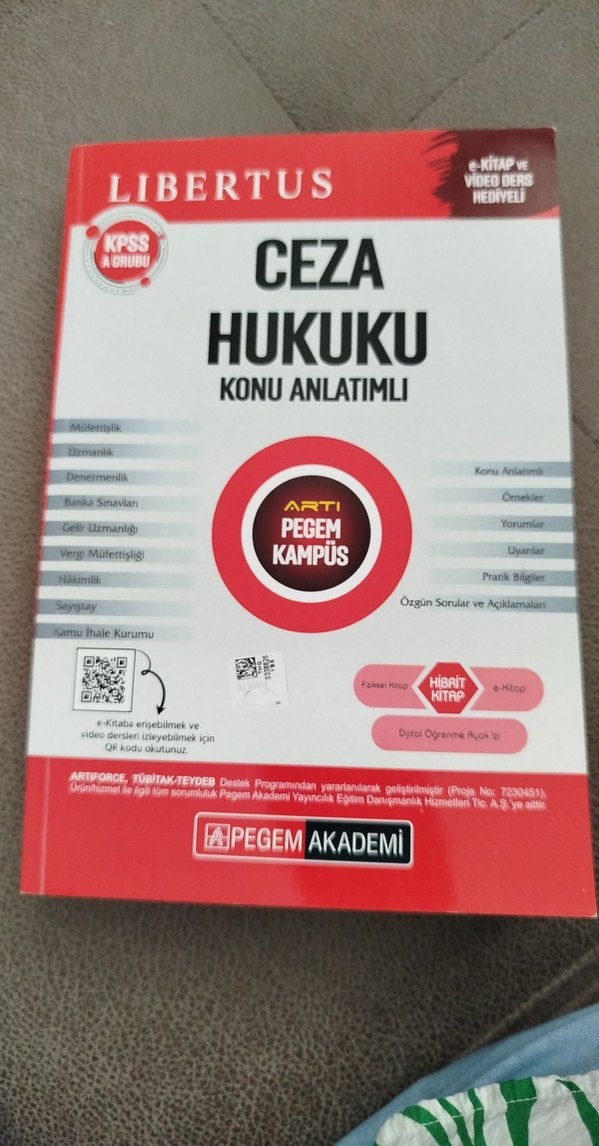 LIBERTUS
e-KİTAP VE
VİDEO DERS
HEDİYELİ
KPSS
A GRUBU
CEZA
HUKUKU
KONU ANLATIMLI
Müfettişlik
Uzmanlık
Denetmenlik
Banka Sınavları
Gelir Uzmanlığı
Vergi Müfettişliği
Hâkimlik
Sayıştay
Kamu İhale Kurumu
ARTI
PEGEM
KAMPÜS
Konu Anlatımlı
Örnekler
Yorumlar
Uyarılar
Pratik Bilgiler
Özgün Sorular ve Açıklamaları
e-Kitaba erişebilmek ve
video dersleri izleyebilmek için
QR kodu okutunuz.
Fiziksel Kitap
HİBRİT
KİTAP
e-Kitap
Dijital Öğrenme Ayak İzi
ARTIFORCE, TÜBİTAK-TEYDEB Destek Programından yararlanılarak geliştirilmiştir (Proje No: 7230451).
Ürün/hizmet ile ilgili tüm sorumluluk Pegem Akademi Yayıncılık Eğitim Danışmanlık Hizmetleri Tic. A.Ş.'ye aittir.
PEGEM AKADEMİ